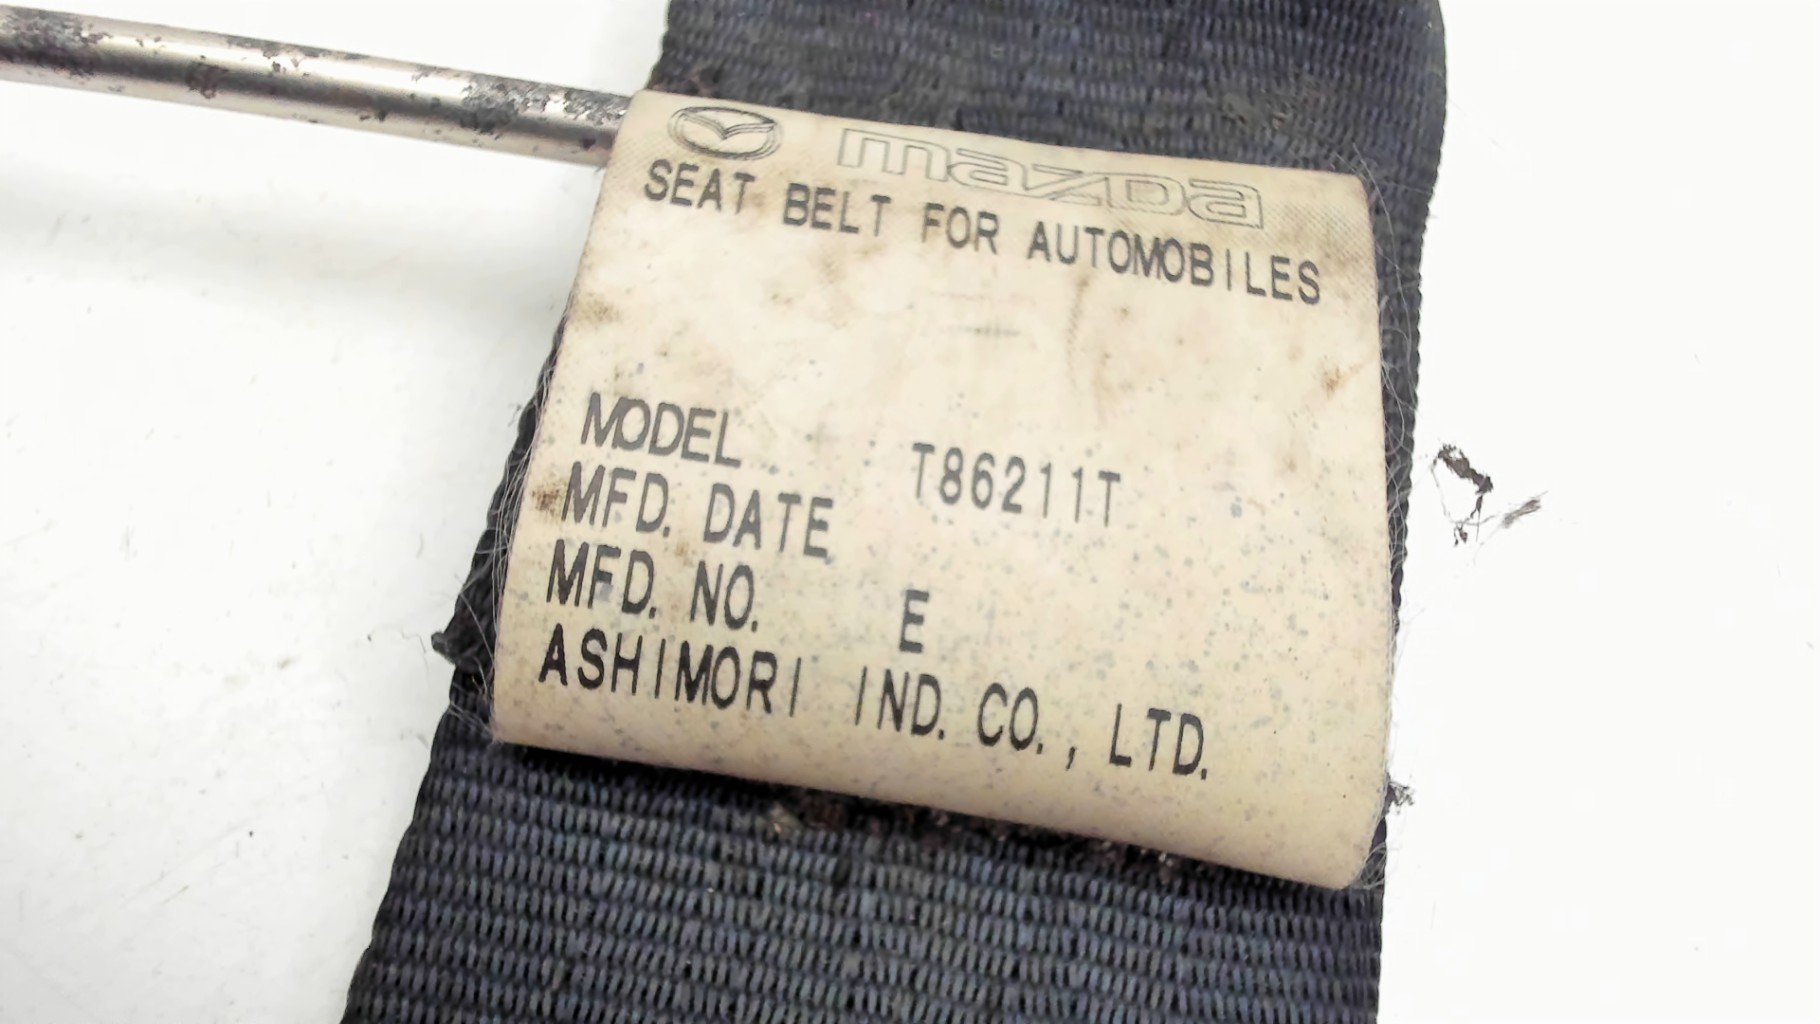 mazda
SEAT BELT FOR AUTOMOBILES
MODEL T86211T
MFD. DATE
MFD. NO. E
ASHIMORI IND. CO., LTD.